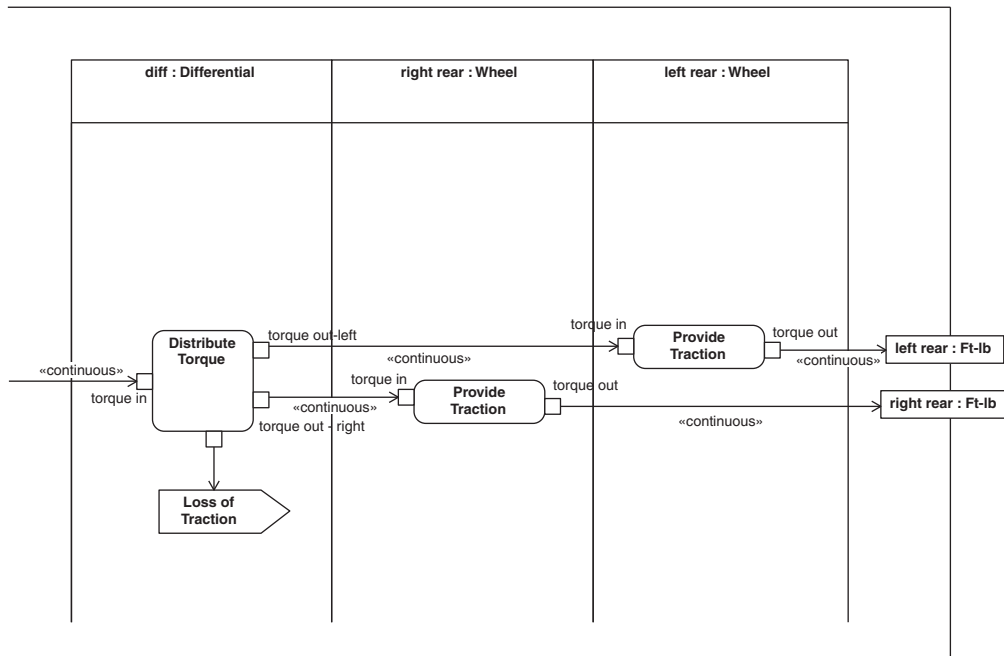 diff : Differential
right rear : Wheel
left rear : Wheel
Distribute
Torque
torque out-left
«continuous»
torque in
Provide
Traction
torque out
«continuous»
left rear : Ft-lb
«continuous»
torque in
«continuous»
torque out - right
torque in
Provide
Traction
torque out
«continuous»
right rear : Ft-lb
Loss of
Traction